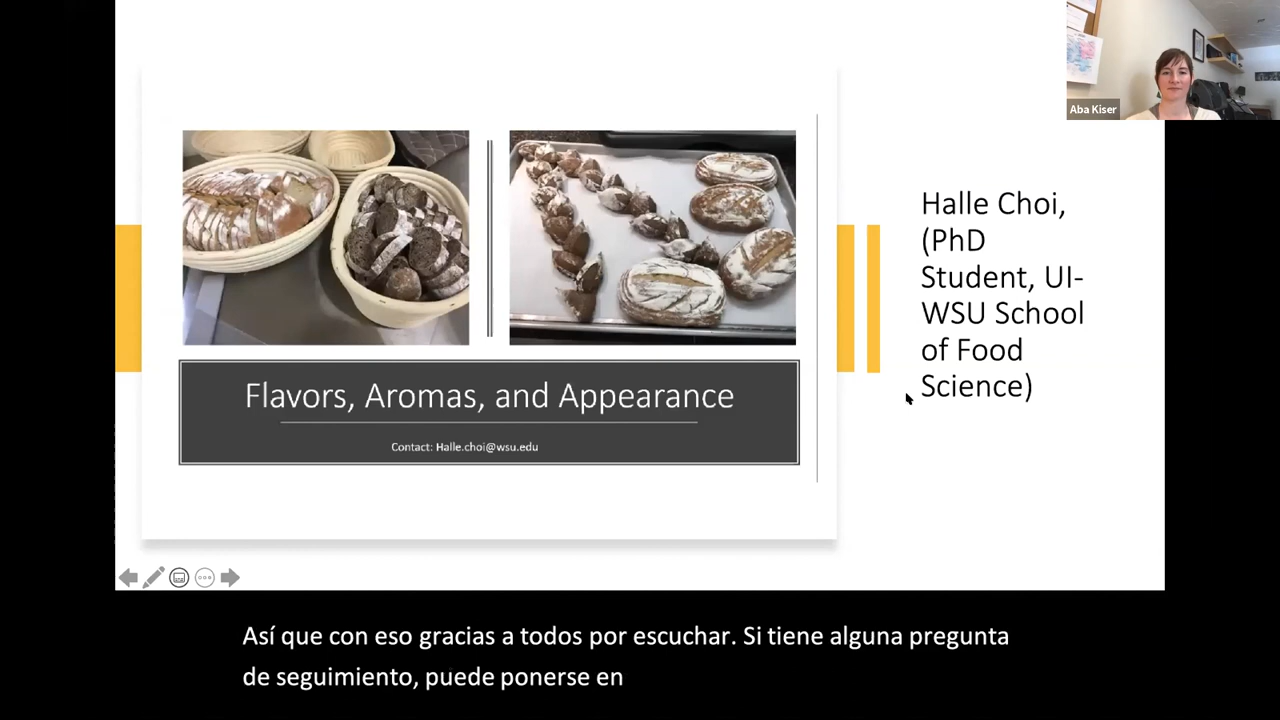 Aba Kiser
Halle Choi,
(PhD
Student, UI-
WSU School
of Food
Science)
Flavors, Aromas, and Appearance
Contact: Halle.choi@wsu.edu
Así que con eso gracias a todos por escuchar. Si tiene alguna pregunta
de seguimiento, puede ponerse en